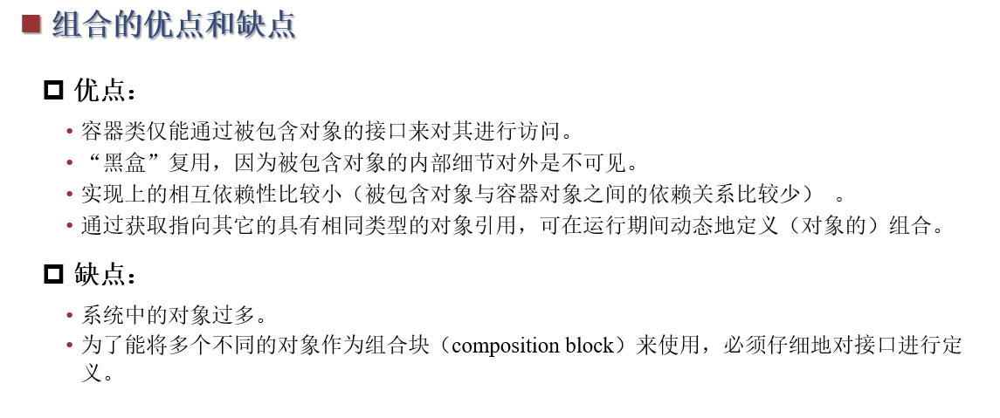 组合的优点和缺点
优点：
• 容器类仅能通过被包含对象的接口来对其进行访问。
• “黑盒”复用，因为被包含对象的内部细节对外是不可见。
• 实现上的相互依赖性比较小（被包含对象与容器对象之间的依赖关系比较少） 。
• 通过获取指向其它的具有相同类型的对象引用，可在运行期间动态地定义（对象的）组合。
缺点：
• 系统中的对象过多。
• 为了能将多个不同的对象作为组合块（composition block）来使用，必须仔细地对接口进行定
义。